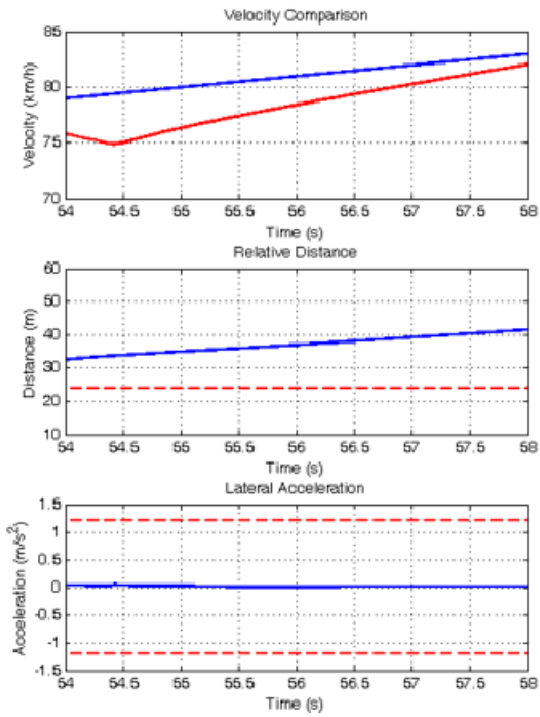 Velocity Comparison
85
80
75
70
Velocity (km/h)
54 54.5 55 55.5 56 56.5 57 57.5 58
Time (s)
Relative Distance
60
50
40
30
20
10
Distance (m)
54 54.5 55 55.5 56 56.5 57 57.5 58
Time (s)
Lateral Acceleration
1.5
1
0.5
0
-0.5
-1
-1.5
Acceleration (m/s²)
54 54.5 55 55.5 56 56.5 57 57.5 58
Time (s)